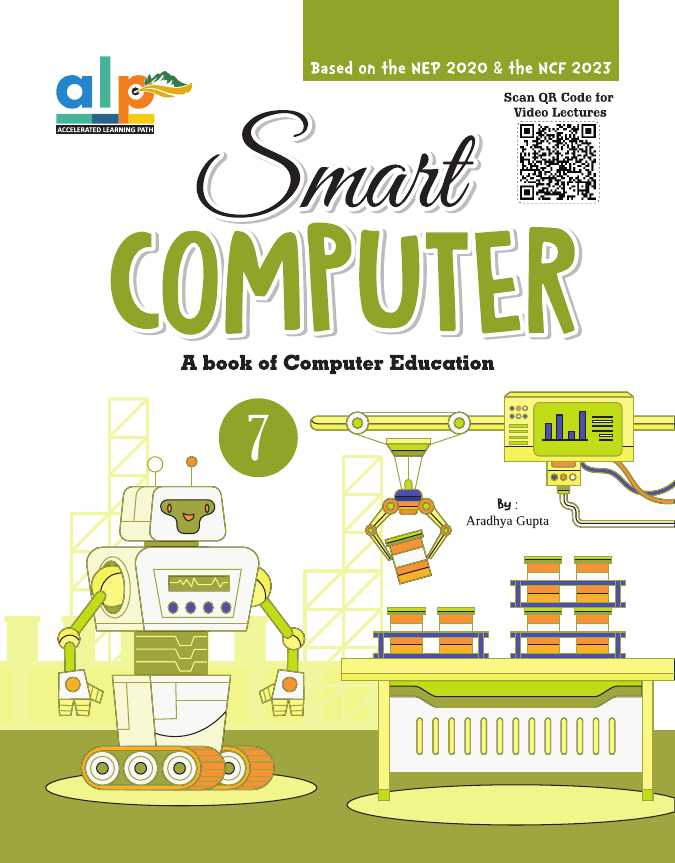 Based on the NEP 2020 & the NCF 2023
alp
ACCELERATED LEARNING PATH
Scan QR Code for
Video Lectures
Smart
COMPUTER
A book of Computer Education
7
By :
Aradhya Gupta